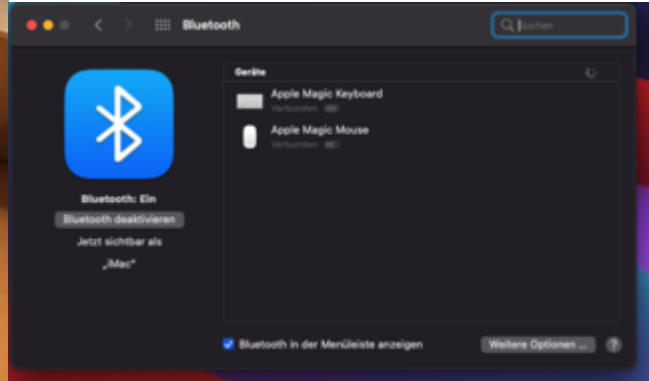 Bluetooth
Suchen
Geräte
Apple Magic Keyboard
Verbunden
Apple Magic Mouse
Verbunden
Bluetooth: Ein
Bluetooth deaktivieren
Jetzt sichtbar als
„iMac“
Bluetooth in der Menüleiste anzeigen
Weitere Optionen ...
?